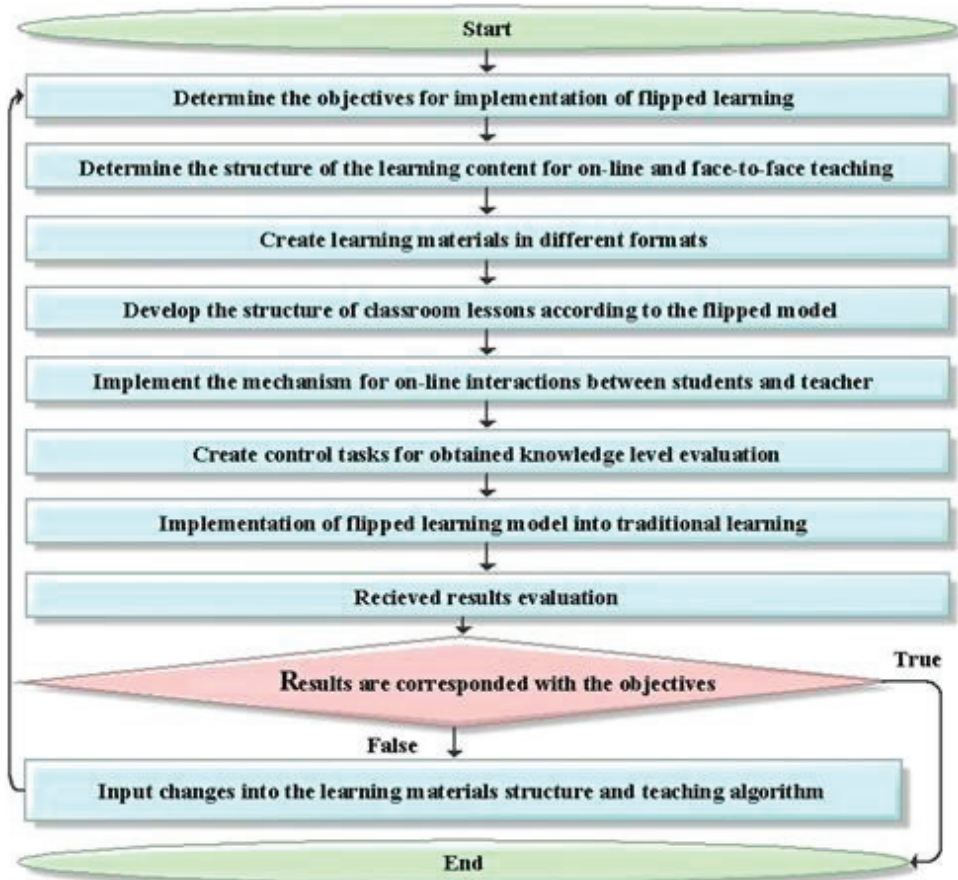 Start
Determine the objectives for implementation of flipped learning
Determine the structure of the learning content for on-line and face-to-face teaching
Create learning materials in different formats
Develop the structure of classroom lessons according to the flipped model
Implement the mechanism for on-line interactions between students and teacher
Create control tasks for obtained knowledge level evaluation
Implementation of flipped learning model into traditional learning
Recieved results evaluation
True
Results are corresponded with the objectives
False
Input changes into the learning materials structure and teaching algorithm
End